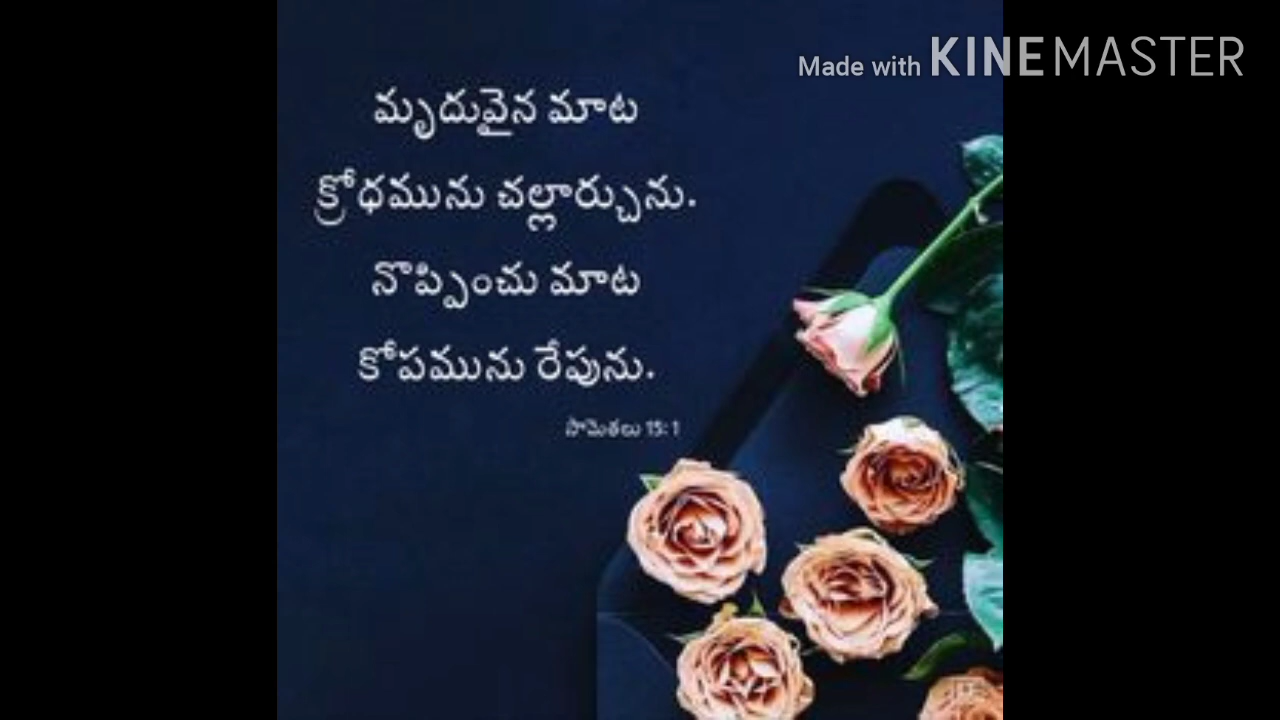 Made with KINEMASTER
మృదువైన మాట
క్రోధమును చల్లార్చును.
నొప్పించు మాట
కోపమును రేపును.
సామెతలు 15:1